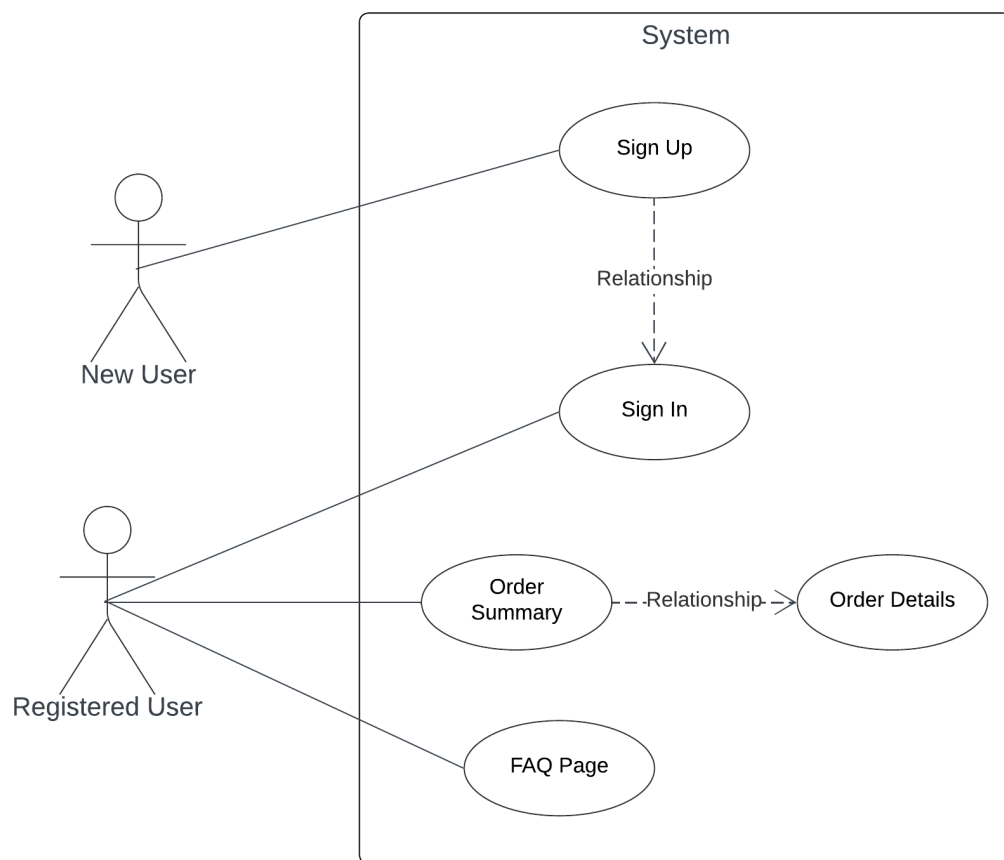 System
Sign Up
Relationship
New User
Sign In
Order
Summary
Relationship
Order Details
Registered User
FAQ Page